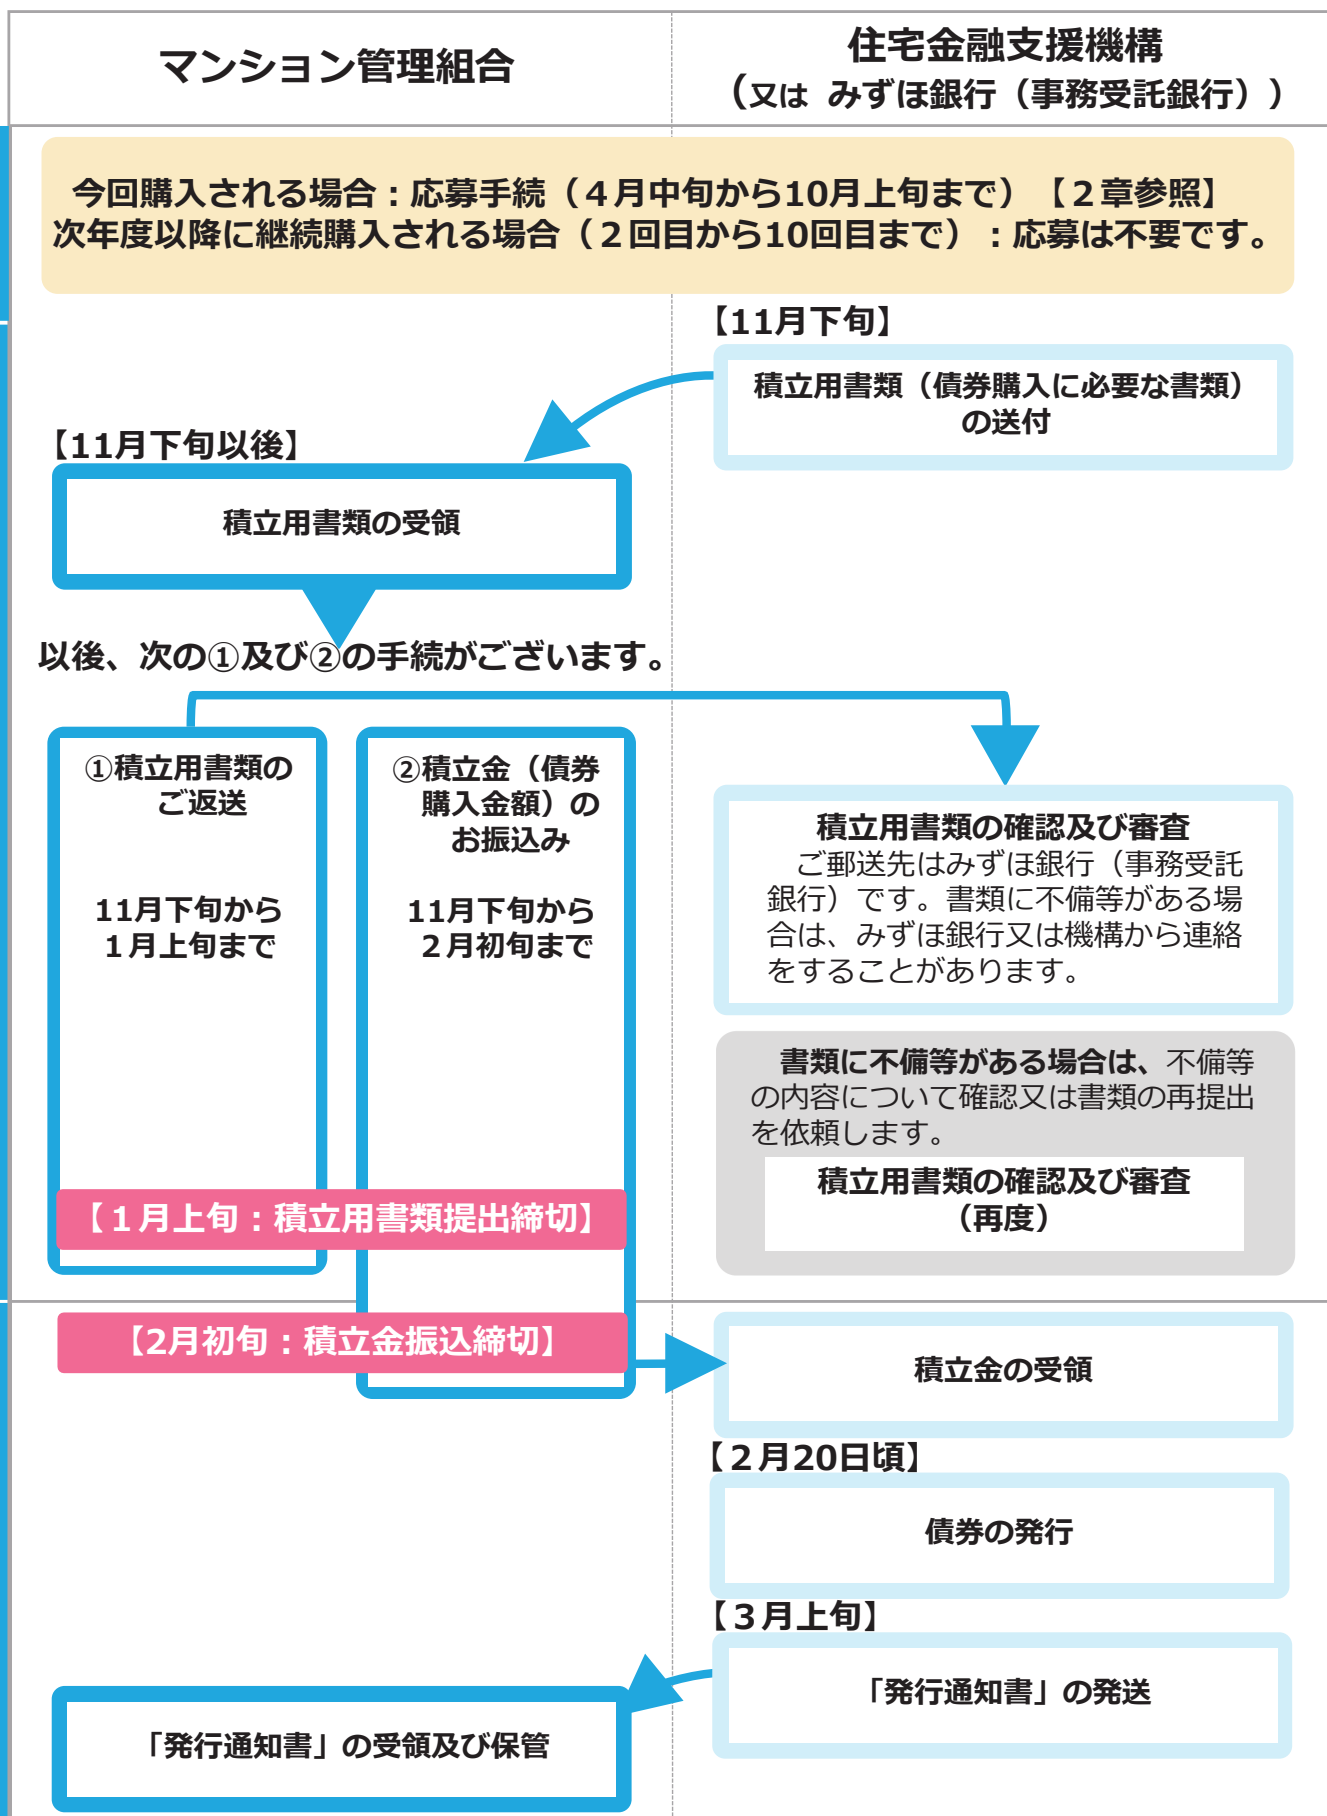 マンション管理組合
住宅金融支援機構
（又は みずほ銀行（事務受託銀行））
今回購入される場合：応募手続（４月中旬から10月上旬まで）【２章参照】
次年度以降に継続購入される場合（２回目から10回目まで）：応募は不要です。
【11月下旬】
積立用書類（債券購入に必要な書類）
の送付
【11月下旬以後】
積立用書類の受領
以後、次の①及び②の手続がございます。
①積立用書類の
ご返送
11月下旬から
１月上旬まで
②積立金（債券
購入金額）の
お振込み
11月下旬から
２月初旬まで
積立用書類の確認及び審査
ご郵送先はみずほ銀行（事務受託
銀行）です。書類に不備等がある場
合は、みずほ銀行又は機構から連絡
をすることがあります。
書類に不備等がある場合は、不備等
の内容について確認又は書類の再提出
を依頼します。
積立用書類の確認及び審査
（再度）
【１月上旬：積立用書類提出締切】
【2月初旬：積立金振込締切】
積立金の受領
【２月20日頃】
債券の発行
【３月上旬】
「発行通知書」の発送
「発行通知書」の受領及び保管